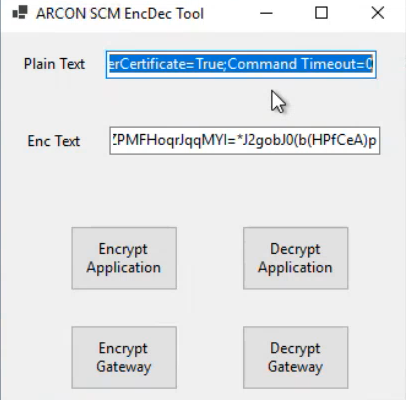 ARCON SCM EncDec Tool
Plain Text
erCertificate=True;Command Timeout=0
Enc Text
ZPMFHoqrJqqMYI=*J2gobJ0(b(HPfCeA)p
Encrypt
Application
Decrypt
Application
Encrypt
Gateway
Decrypt
Gateway